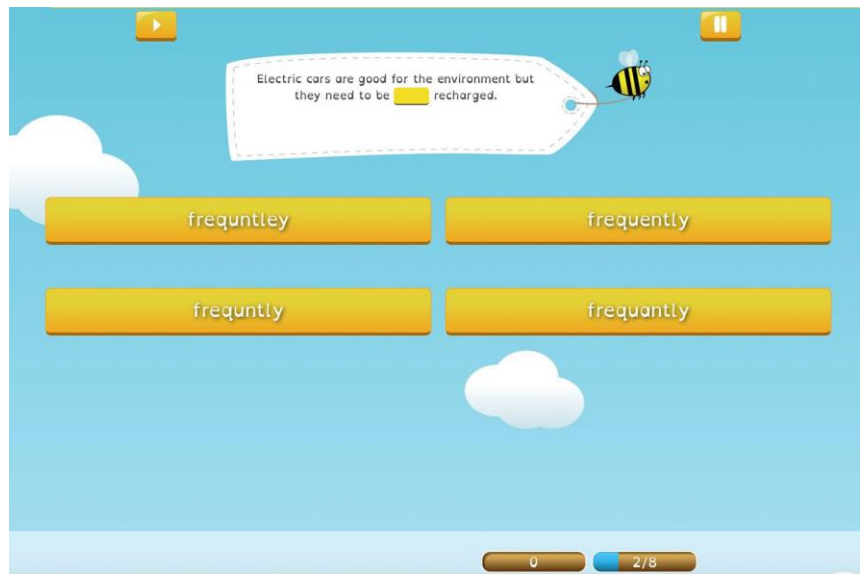 Electric cars are good for the environment but
they need to be recharged.
frequntley
frequently
frequntly
frequantly
0
2/8